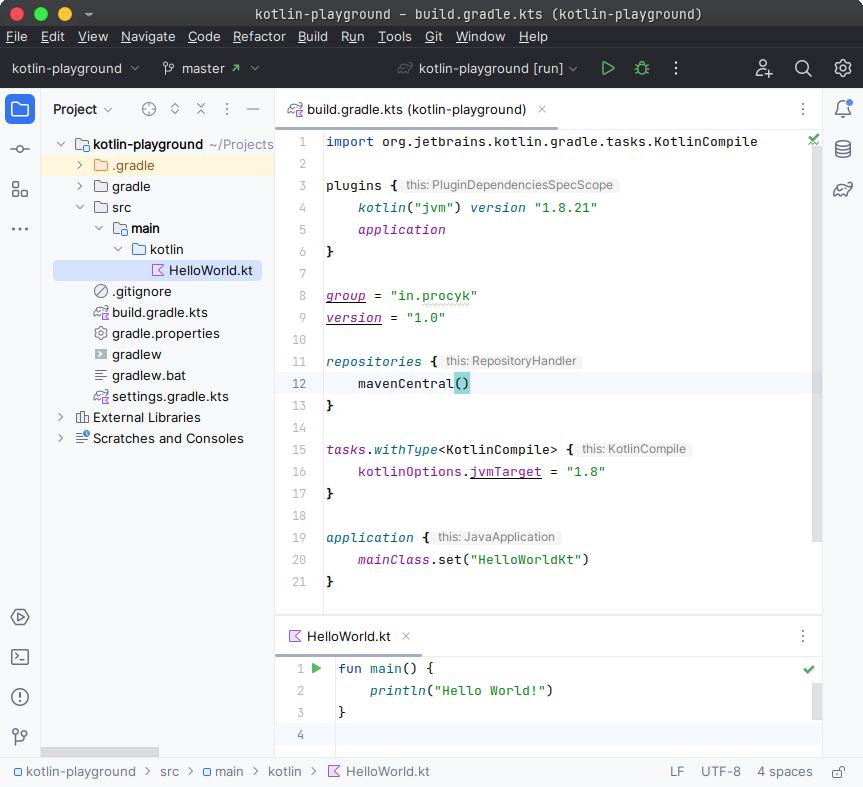 kotlin-playground – build.gradle.kts (kotlin-playground)
File Edit View Navigate Code Refactor Build Run Tools Git Window Help
kotlin-playground master kotlin-playground [run]
Project
kotlin-playground ~/Projects
.gradle
gradle
src
main
kotlin
HelloWorld.kt
.gitignore
build.gradle.kts
gradle.properties
gradlew
gradlew.bat
settings.gradle.kts
External Libraries
Scratches and Consoles
build.gradle.kts (kotlin-playground)
1 import org.jetbrains.kotlin.gradle.tasks.KotlinCompile
2
3 plugins { this: PluginDependenciesSpecScope
4 kotlin("jvm") version "1.8.21"
5 application
6 }
7
8 group = "in.procyk"
9 version = "1.0"
10
11 repositories { this: RepositoryHandler
12 mavenCentral()
13 }
14
15 tasks.withType<KotlinCompile> { this: KotlinCompile
16 kotlinOptions.jvmTarget = "1.8"
17 }
18
19 application { this: JavaApplication
20 mainClass.set("HelloWorldKt")
21 }
HelloWorld.kt
1 fun main() {
2 println("Hello World!")
3 }
4
kotlin-playground > src > main > kotlin > HelloWorld.kt LF UTF-8 4 spaces